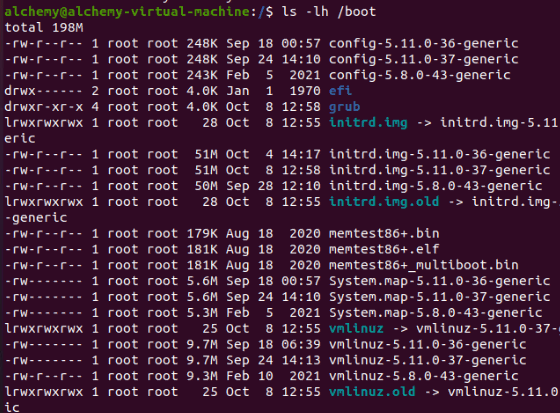 alchemy@alchemy-virtual-machine:/$ ls -lh /boot
total 198M
-rw-r--r-- 1 root root 248K Sep 18 00:57 config-5.11.0-36-generic
-rw-r--r-- 1 root root 248K Sep 24 14:10 config-5.11.0-37-generic
-rw-r--r-- 1 root root 243K Feb  5  2021 config-5.8.0-43-generic
drwx------ 2 root root 4.0K Jan  1  1970 efi
drwxr-xr-x 4 root root 4.0K Oct  8 12:58 grub
lrwxrwxrwx 1 root root   28 Oct  8 12:55 initrd.img -> initrd.img-5.11
eric
-rw-r--r-- 1 root root  51M Oct  4 14:17 initrd.img-5.11.0-36-generic
-rw-r--r-- 1 root root  51M Oct  8 12:58 initrd.img-5.11.0-37-generic
-rw-r--r-- 1 root root  50M Sep 28 12:10 initrd.img-5.8.0-43-generic
lrwxrwxrwx 1 root root   28 Oct  8 12:55 initrd.img.old -> initrd.img-5
-generic
-rw-r--r-- 1 root root 179K Aug 18  2020 memtest86+.bin
-rw-r--r-- 1 root root 181K Aug 18  2020 memtest86+.elf
-rw-r--r-- 1 root root 181K Aug 18  2020 memtest86+_multiboot.bin
-rw------- 1 root root 5.6M Sep 18 00:57 System.map-5.11.0-36-generic
-rw------- 1 root root 5.6M Sep 24 14:10 System.map-5.11.0-37-generic
-rw------- 1 root root 5.3M Feb  5  2021 System.map-5.8.0-43-generic
lrwxrwxrwx 1 root root   25 Oct  8 12:55 vmlinuz -> vmlinuz-5.11.0-37-
-rw------- 1 root root 9.7M Sep 18 06:39 vmlinuz-5.11.0-36-generic
-rw------- 1 root root 9.7M Sep 24 14:13 vmlinuz-5.11.0-37-generic
-rw------- 1 root root 9.3M Feb 10  2021 vmlinuz-5.8.0-43-generic
lrwxrwxrwx 1 root root   25 Oct  8 12:55 vmlinuz.old -> vmlinuz-5.11.0
ic